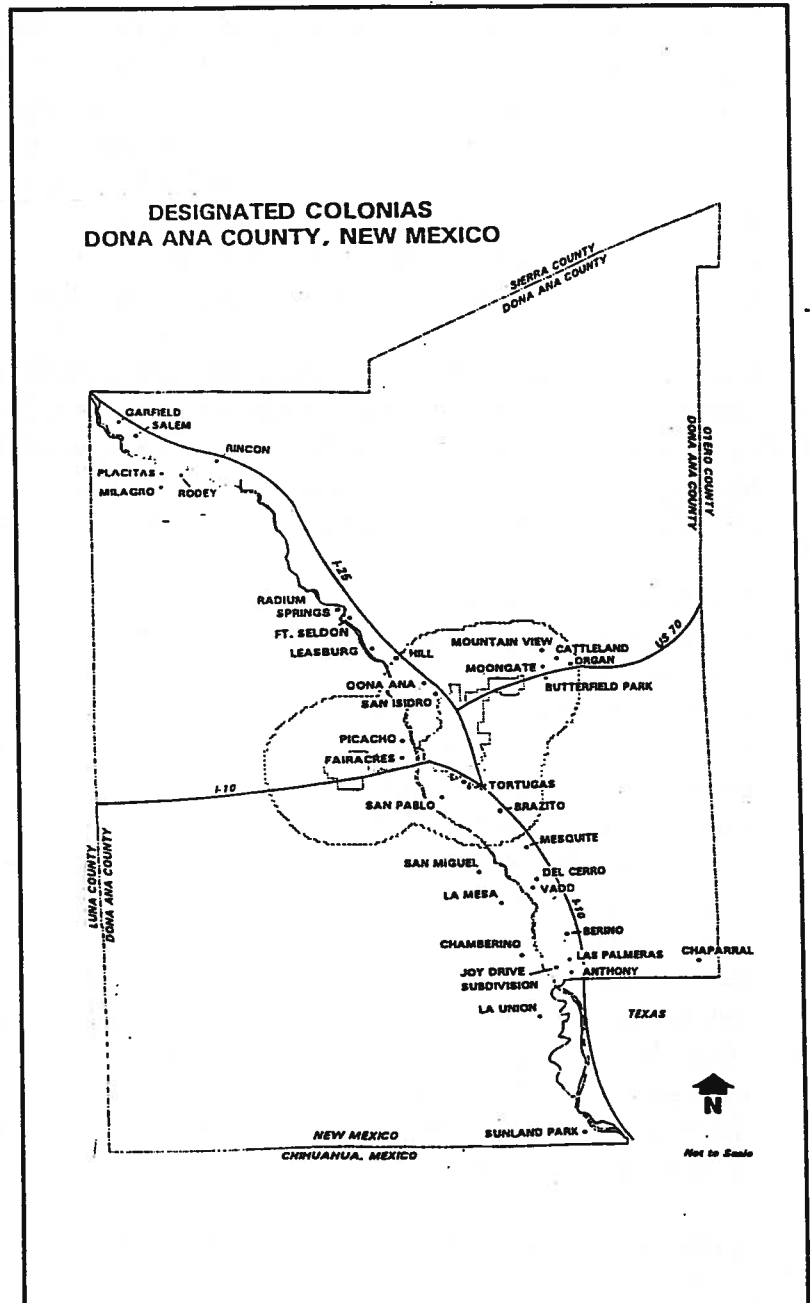 DESIGNATED COLONIAS
DONA ANA COUNTY, NEW MEXICO
SIERRA COUNTY
DONA ANA COUNTY
GARFIELD
SALEM
RINCON
PLACITAS
MILAGRO
RODEY
OTERO COUNTY
DONA ANA COUNTY
I-25
RADIUM
SPRINGS
FT. SELDON
LEASBURG
HILL
MOUNTAIN VIEW
CATTLELAND
ORGAN
US 70
MOONGATE
BUTTERFIELD PARK
DONA ANA
SAN ISIDRO
PICACHO
FAIRACRES
I-10
TORTUGAS
SAN PABLO
BRAZITO
MESQUITE
LUNA COUNTY
DONA ANA COUNTY
SAN MIGUEL
DEL CERRO
VADO
LA MESA
I-10
BERINO
CHAMBERINO
LAS PALMERAS
CHAPARRAL
JOY DRIVE
SUBDIVISION
ANTHONY
LA UNION
TEXAS
N
NEW MEXICO
CHIHUAHUA, MEXICO
SUNLAND PARK
Not to Scale